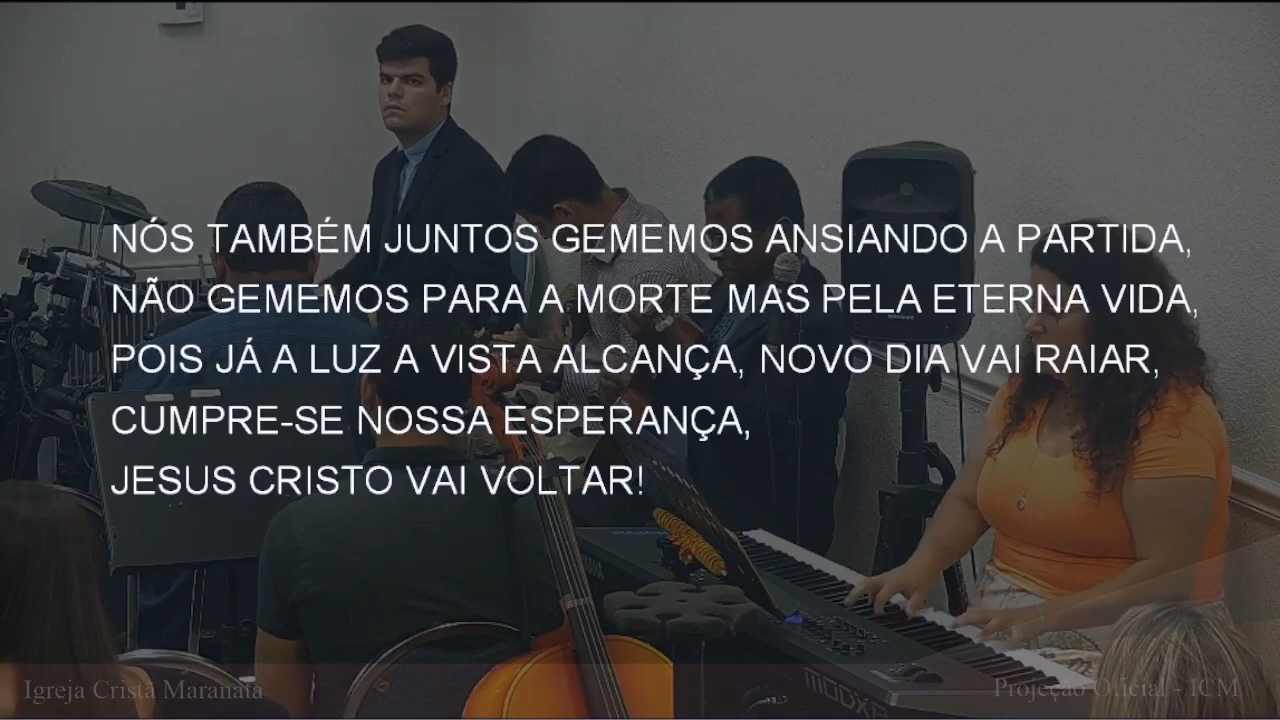 NÓS TAMBÉM JUNTOS GEMEMOS ANSIANDO A PARTIDA,
NÃO GEMEMOS PARA A MORTE MAS PELA ETERNA VIDA,
POIS JÁ A LUZ A VISTA ALCANÇA, NOVO DIA VAI RAIAR,
CUMPRE-SE NOSSA ESPERANÇA,
JESUS CRISTO VAI VOLTAR!
MODX8
Igreja Cristã Maranata
Projeção Oficial - ICM